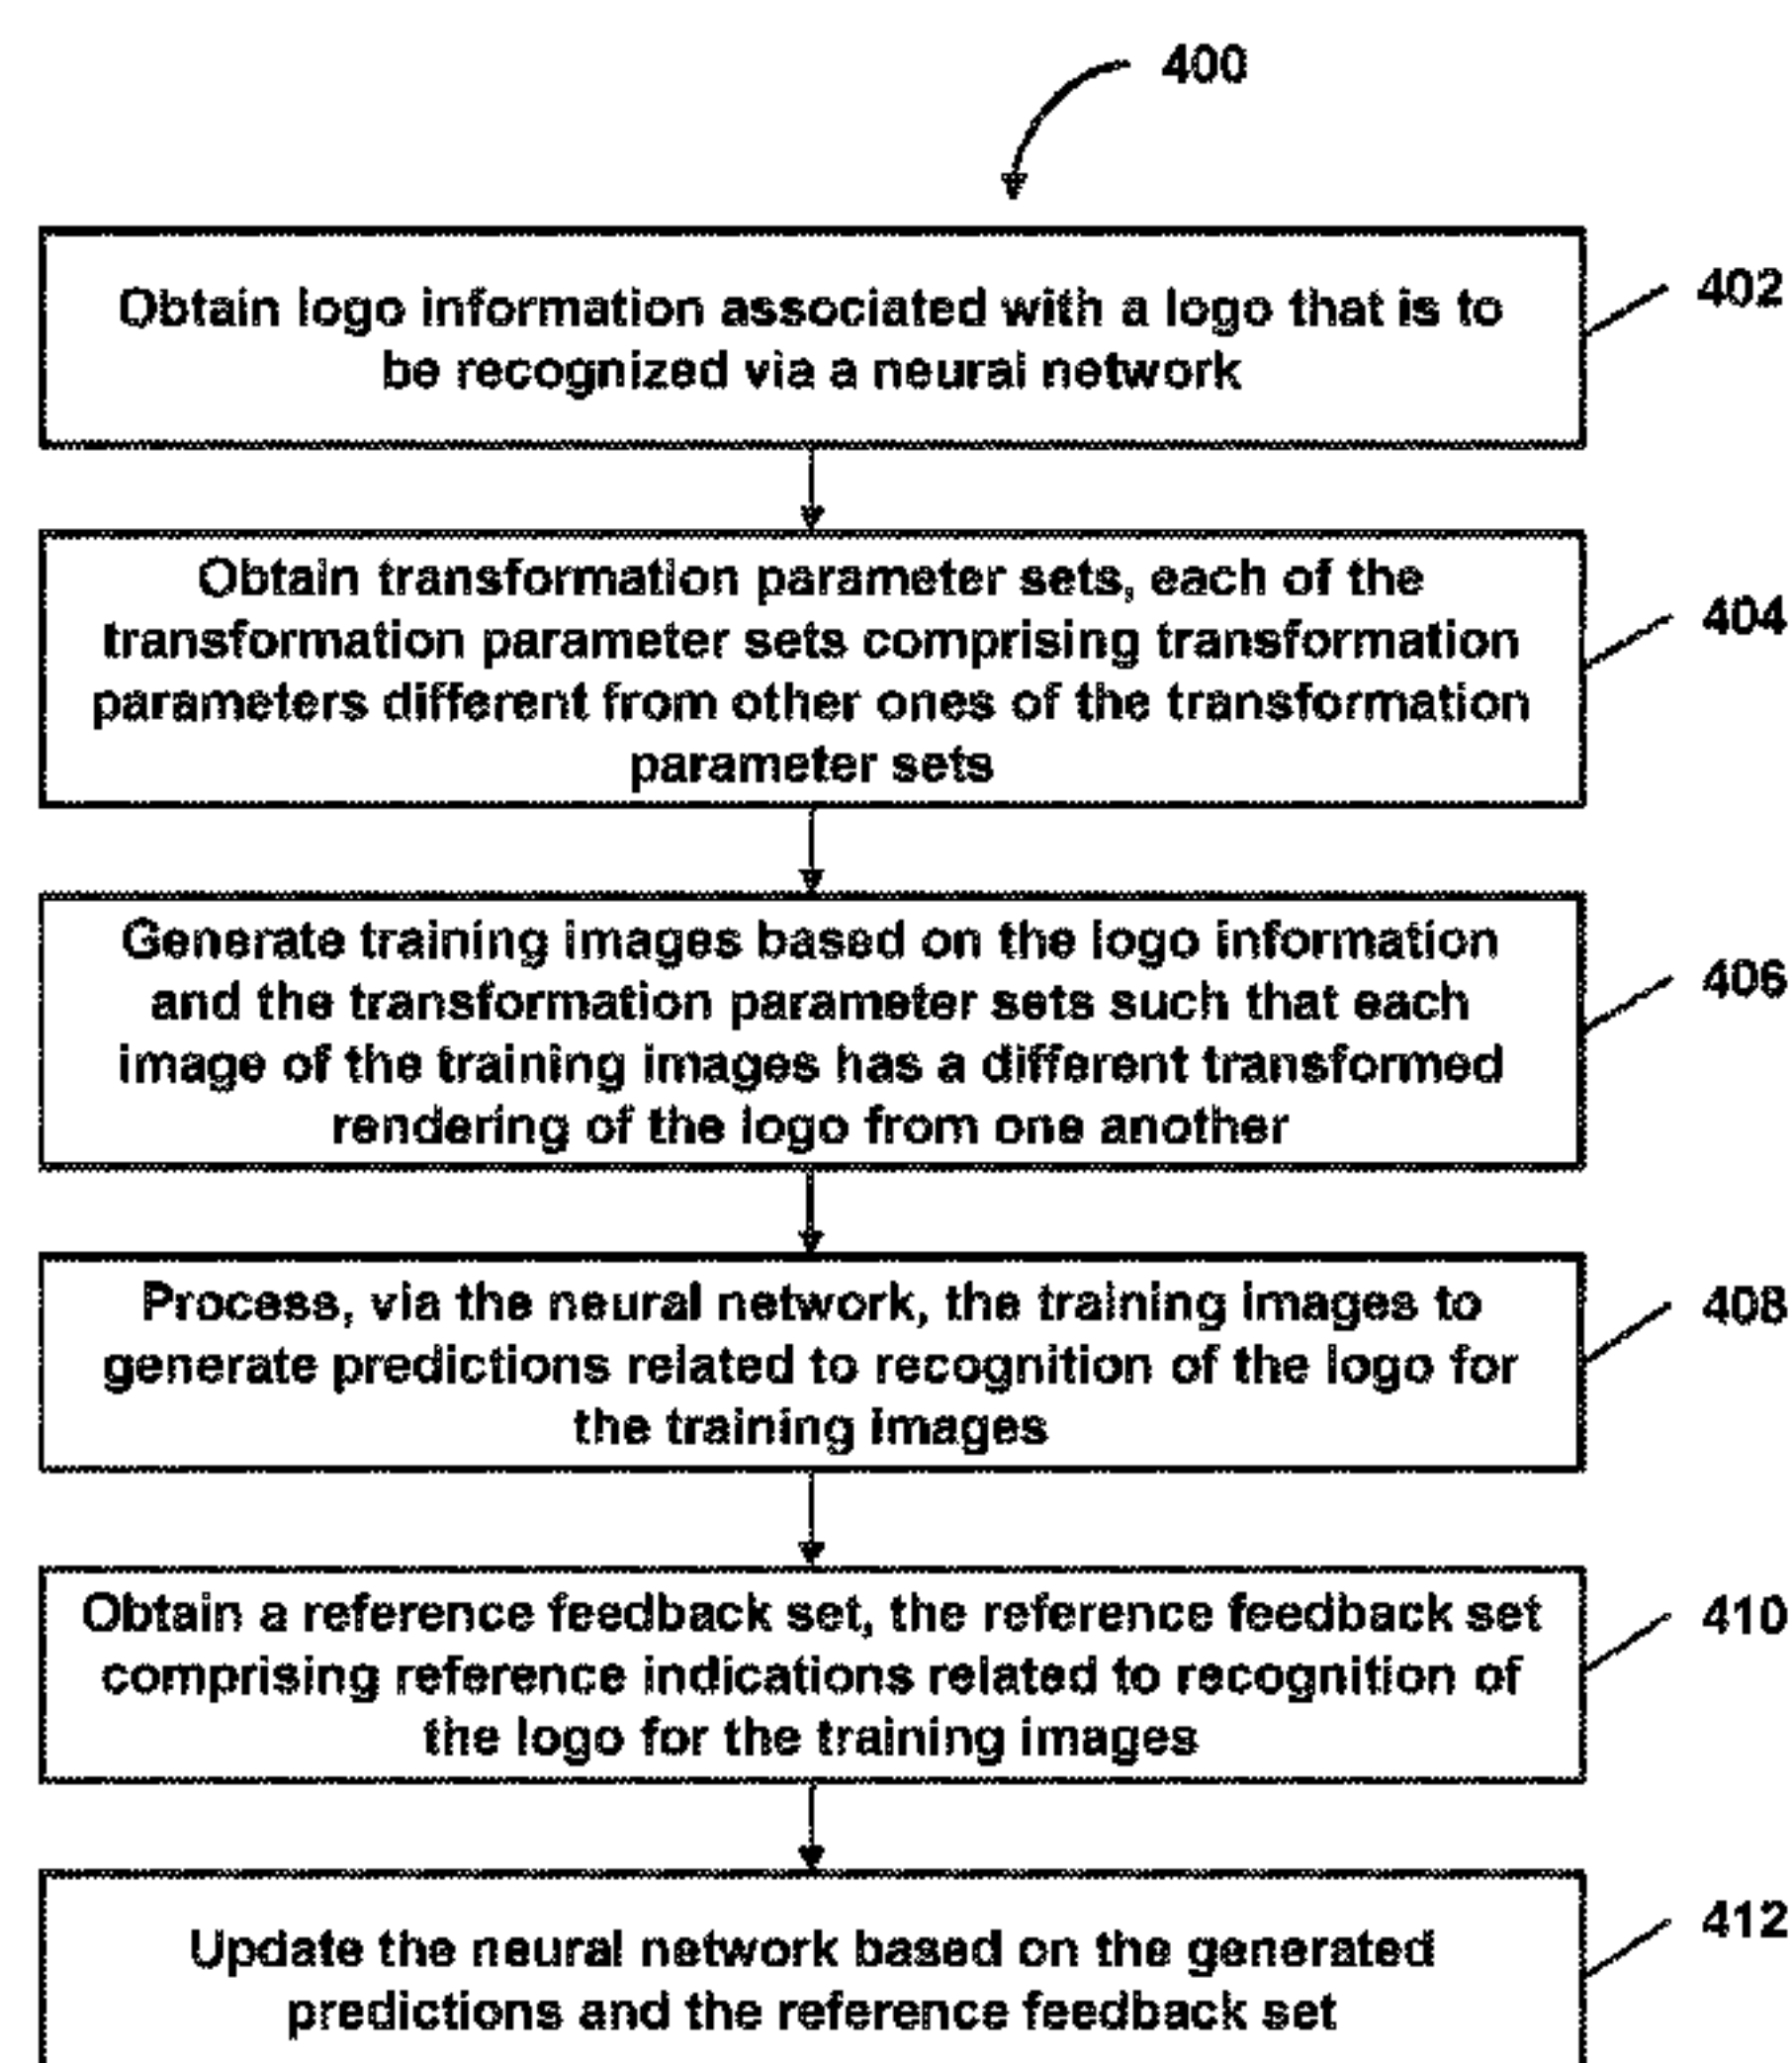 400
Obtain logo information associated with a logo that is to
be recognized via a neural network
402
Obtain transformation parameter sets, each of the
transformation parameter sets comprising transformation
parameters different from other ones of the transformation
parameter sets
404
Generate training images based on the logo information
and the transformation parameter sets such that each
image of the training images has a different transformed
rendering of the logo from one another
406
Process, via the neural network, the training images to
generate predictions related to recognition of the logo for
the training images
408
Obtain a reference feedback set, the reference feedback set
comprising reference indications related to recognition of
the logo for the training images
410
Update the neural network based on the generated
predictions and the reference feedback set
412